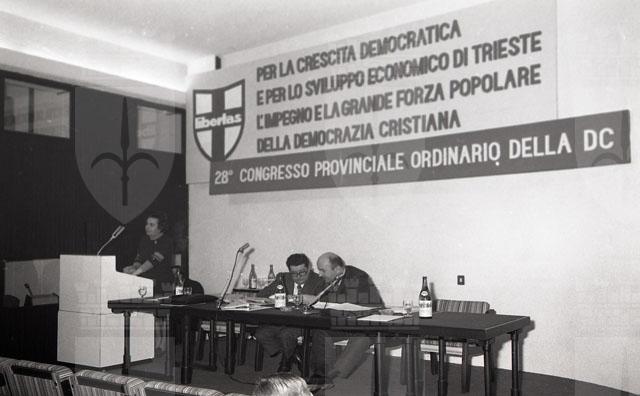 PER LA CRESCITA DEMOCRATICA
E PER LO SVILUPPO ECONOMICO DI TRIESTE
L'IMPEGNO E LA GRANDE FORZA POPOLARE
DELLA DEMOCRAZIA CRISTIANA
libertas
28° CONGRESSO PROVINCIALE ORDINARIO DELLA DC